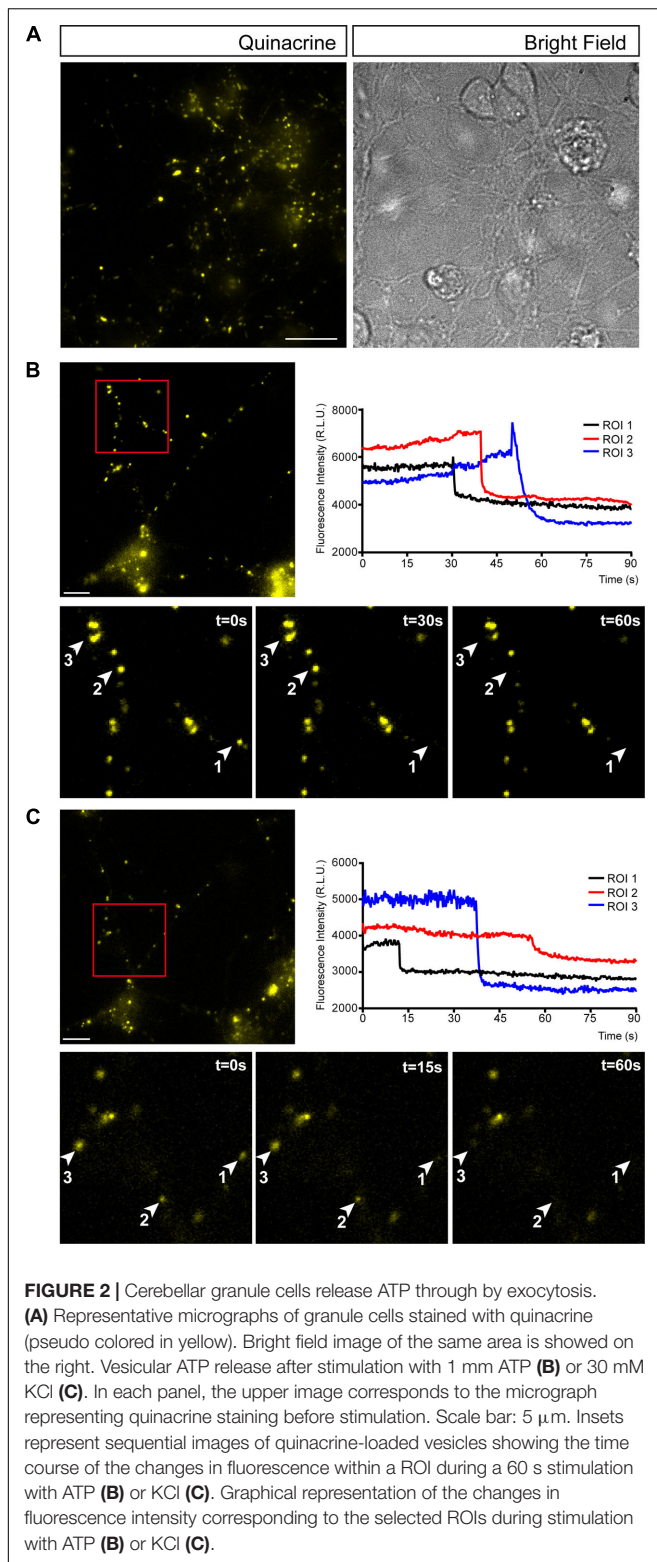 A
Quinacrine
Bright Field
B
8000
6000
4000
2000
Fluorescence Intensity (R.L.U.)
ROI 1
ROI 2
ROI 3
0 15 30 45 60 75 90
Time (s)
t=0s
3
2
1
t=30s
3
2
1
t=60s
3
2
1
C
6000
5000
4000
3000
2000
Fluorescence Intensity (R.L.U.)
ROI 1
ROI 2
ROI 3
0 15 30 45 60 75 90
Time (s)
t=0s
3
2
1
t=15s
3
2
1
t=60s
3
2
1
FIGURE 2 | Cerebellar granule cells release ATP through by exocytosis.
(A) Representative micrographs of granule cells stained with quinacrine
(pseudo colored in yellow). Bright field image of the same area is showed on
the right. Vesicular ATP release after stimulation with 1 mm ATP (B) or 30 mM
KCl (C). In each panel, the upper image corresponds to the micrograph
representing quinacrine staining before stimulation. Scale bar: 5 μm. Insets
represent sequential images of quinacrine-loaded vesicles showing the time
course of the changes in fluorescence within a ROI during a 60 s stimulation
with ATP (B) or KCl (C). Graphical representation of the changes in
fluorescence intensity corresponding to the selected ROIs during stimulation
with ATP (B) or KCl (C).